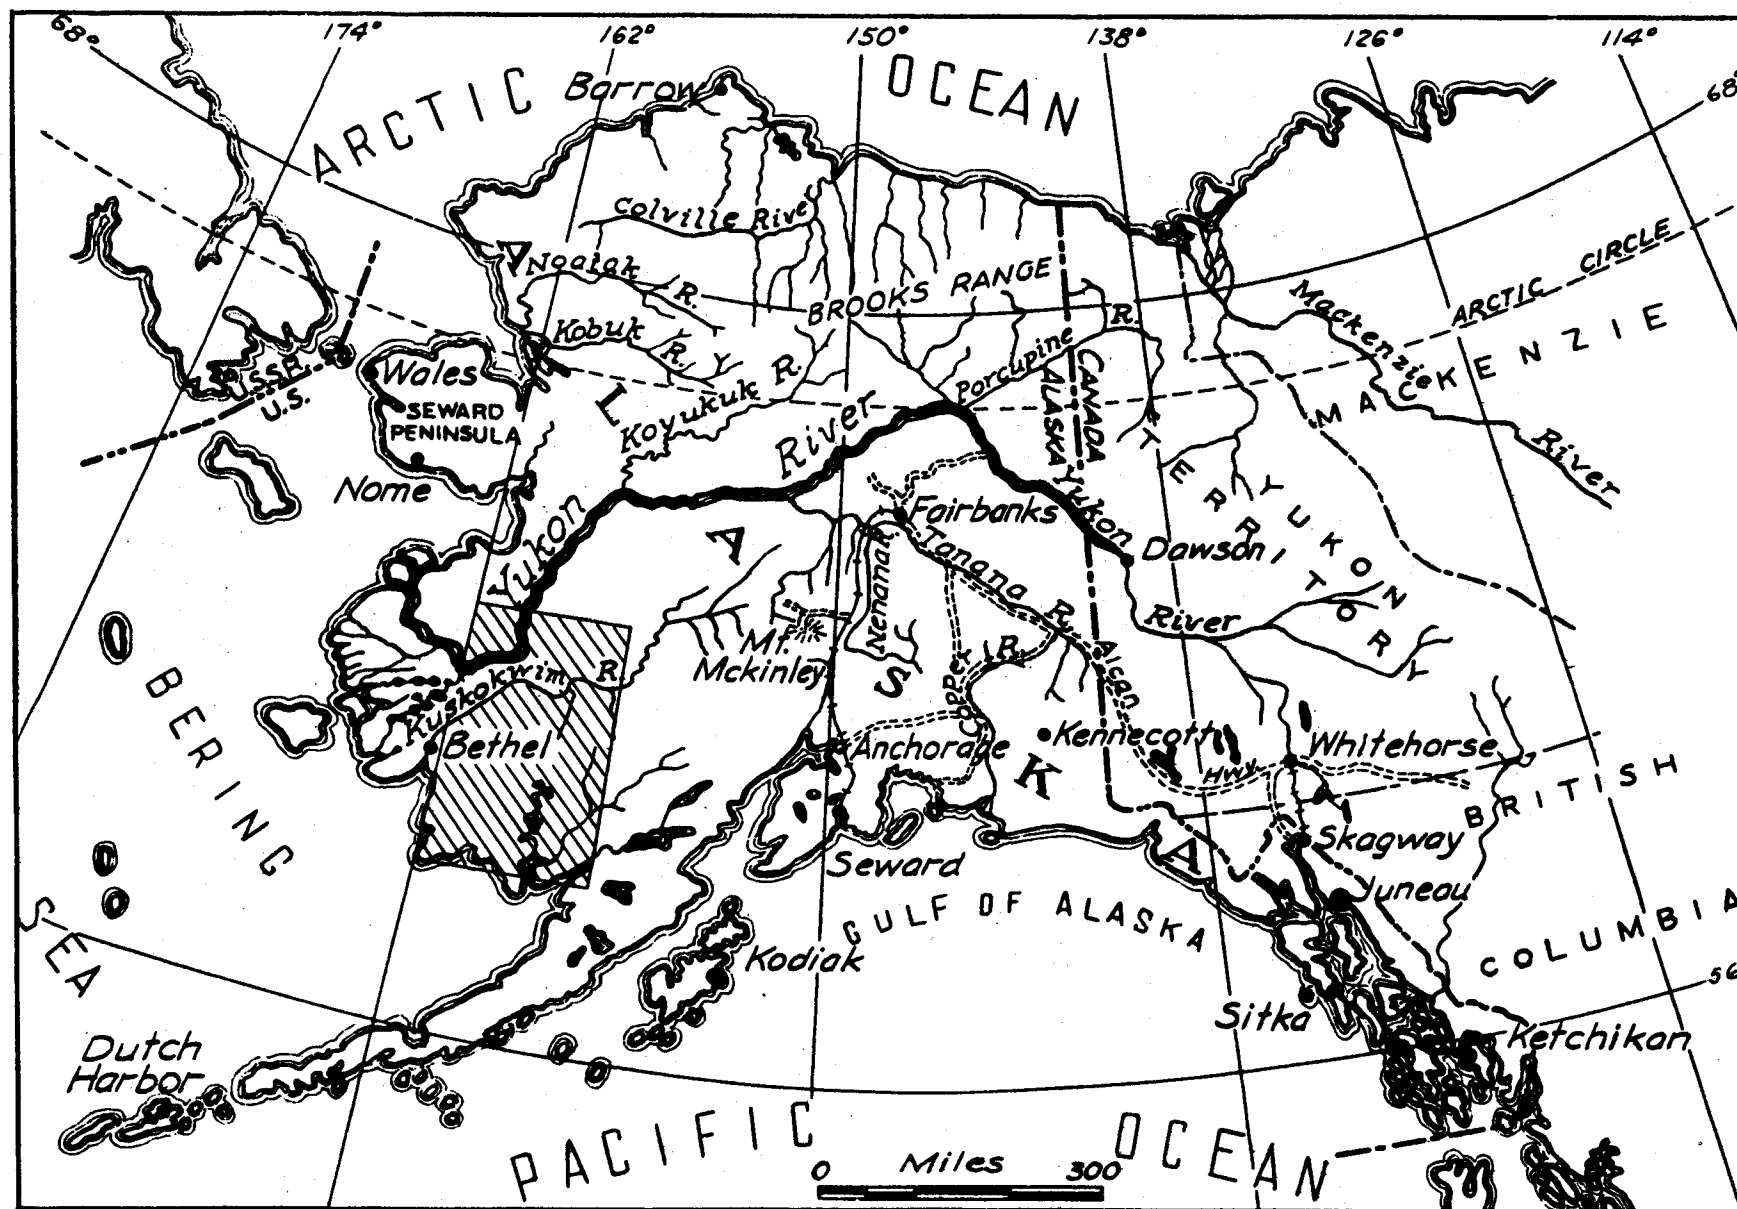 68°
174°
162°
150°
138°
126°
114°
68°
ARCTIC OCEAN
Barrow
Colville River
Noatak R.
BROOKS RANGE
ARCTIC CIRCLE
Mackenzie River
MACKENZIE
Kobuk R.
Koyukuk R.
Porcupine R.
CANADA
ALASKA
U.S.
Wales
SEWARD
PENINSULA
Nome
Yukon River
Yukon River
YUKON
TERRITORY
Fairbanks
Dawson
Tanana R.
Nenanak
Mt.
Mckinley
Copper R.
Alcan Hwy.
Kuskokwim R.
Bethel
ALASKA
Anchorage
Kennecott
Whitehorse
BRITISH
COLUMBIA
Skagway
Seward
Juneau
BERING
SEA
GULF OF ALASKA
Kodiak
Sitka
56
Ketchikan
Dutch
Harbor
PACIFIC OCEAN
0 Miles 300